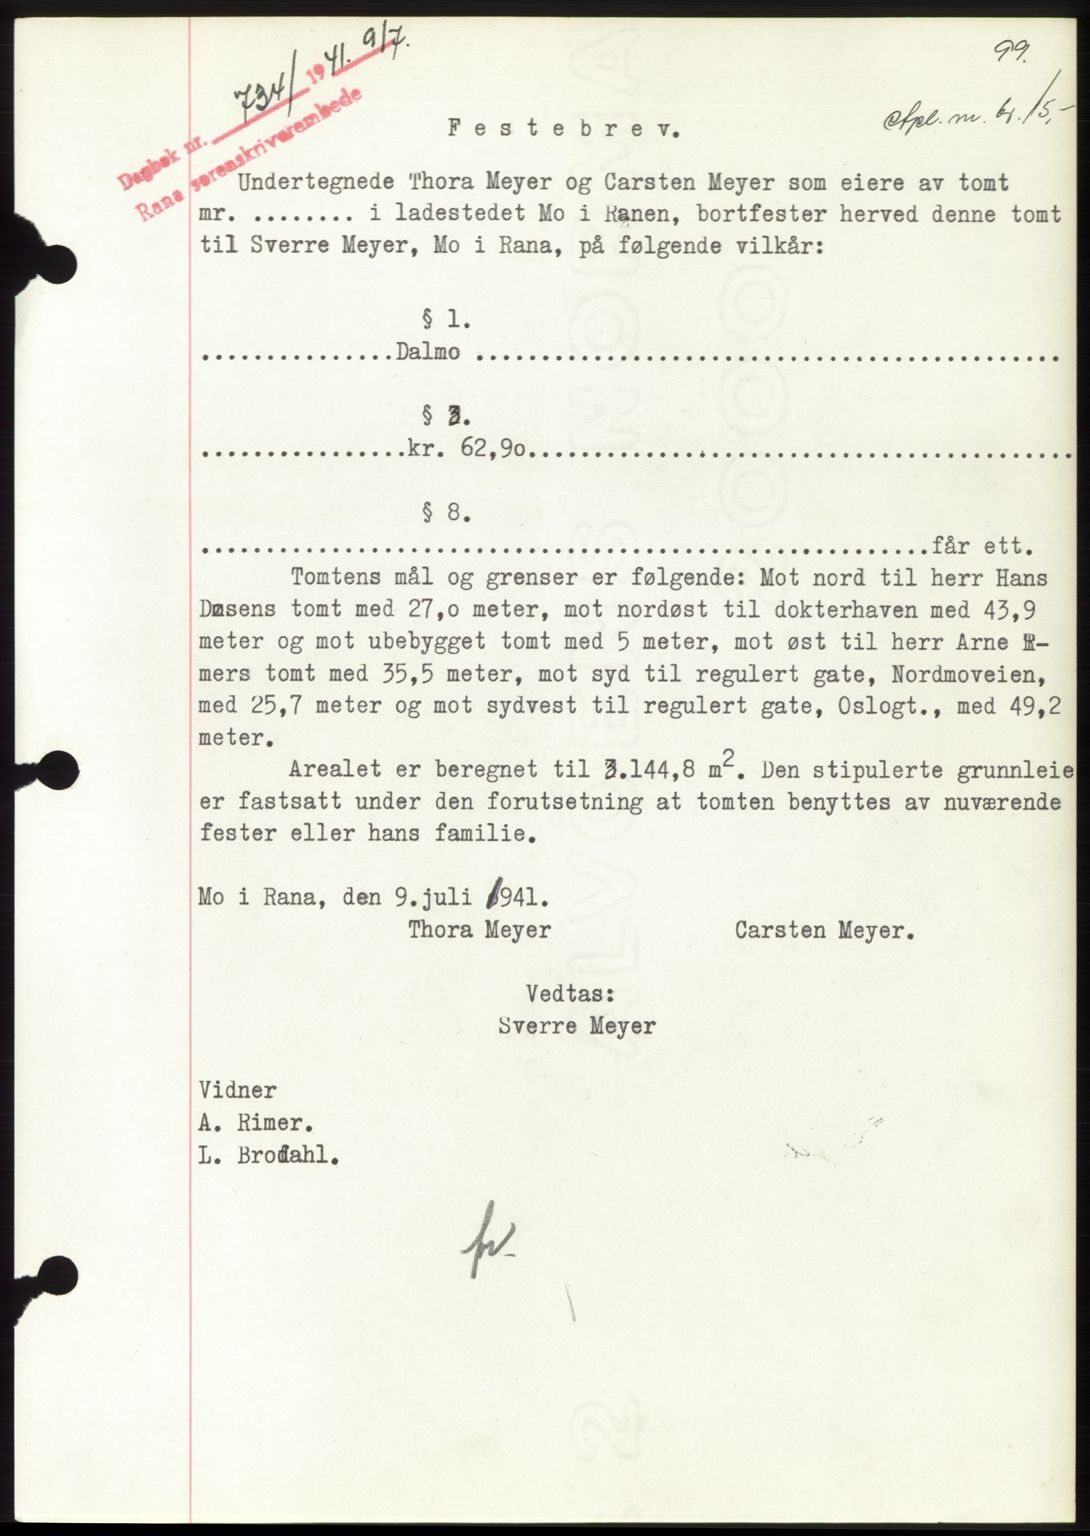 99.
Dagbok nr. 734/ 1941. 9/7.
Rana sorenskriverembede
Stpl. m. kr. 15,-
Festebrev.
Undertegnede Thora Meyer og Carsten Meyer som eiere av tomt
mr. ........ i ladestedet Mo i Ranen, bortfester herved denne tomt
til Sverre Meyer, Mo i Rana, på følgende vilkår:
§ 1.
...............Dalmo .............................................
§ 3.
................kr. 62,9o...........................................
§ 8.
.........................................................får ett.
Tomtens mål og grenser er følgende: Mot nord til herr Hans
Døsens tomt med 27,o meter, mot nordøst til dokterhaven med 43,9
meter og mot ubebygget tomt med 5 meter, mot øst til herr Arne
mers tomt med 35,5 meter, mot syd til regulert gate, Nordmoveien,
med 25,7 meter og mot sydvest til regulert gate, Oslogt., med 49,2
meter.
Arealet er beregnet til 3.144,8 m². Den stipulerte grunnleie
er fastsatt under den forutsetning at tomten benyttes av nuværende
fester eller hans familie.
Mo i Rana, den 9.juli 1941.
Thora Meyer Carsten Meyer.
Vedtas:
Sverre Meyer
Vidner
A. Rimer.
L. Brodahl.